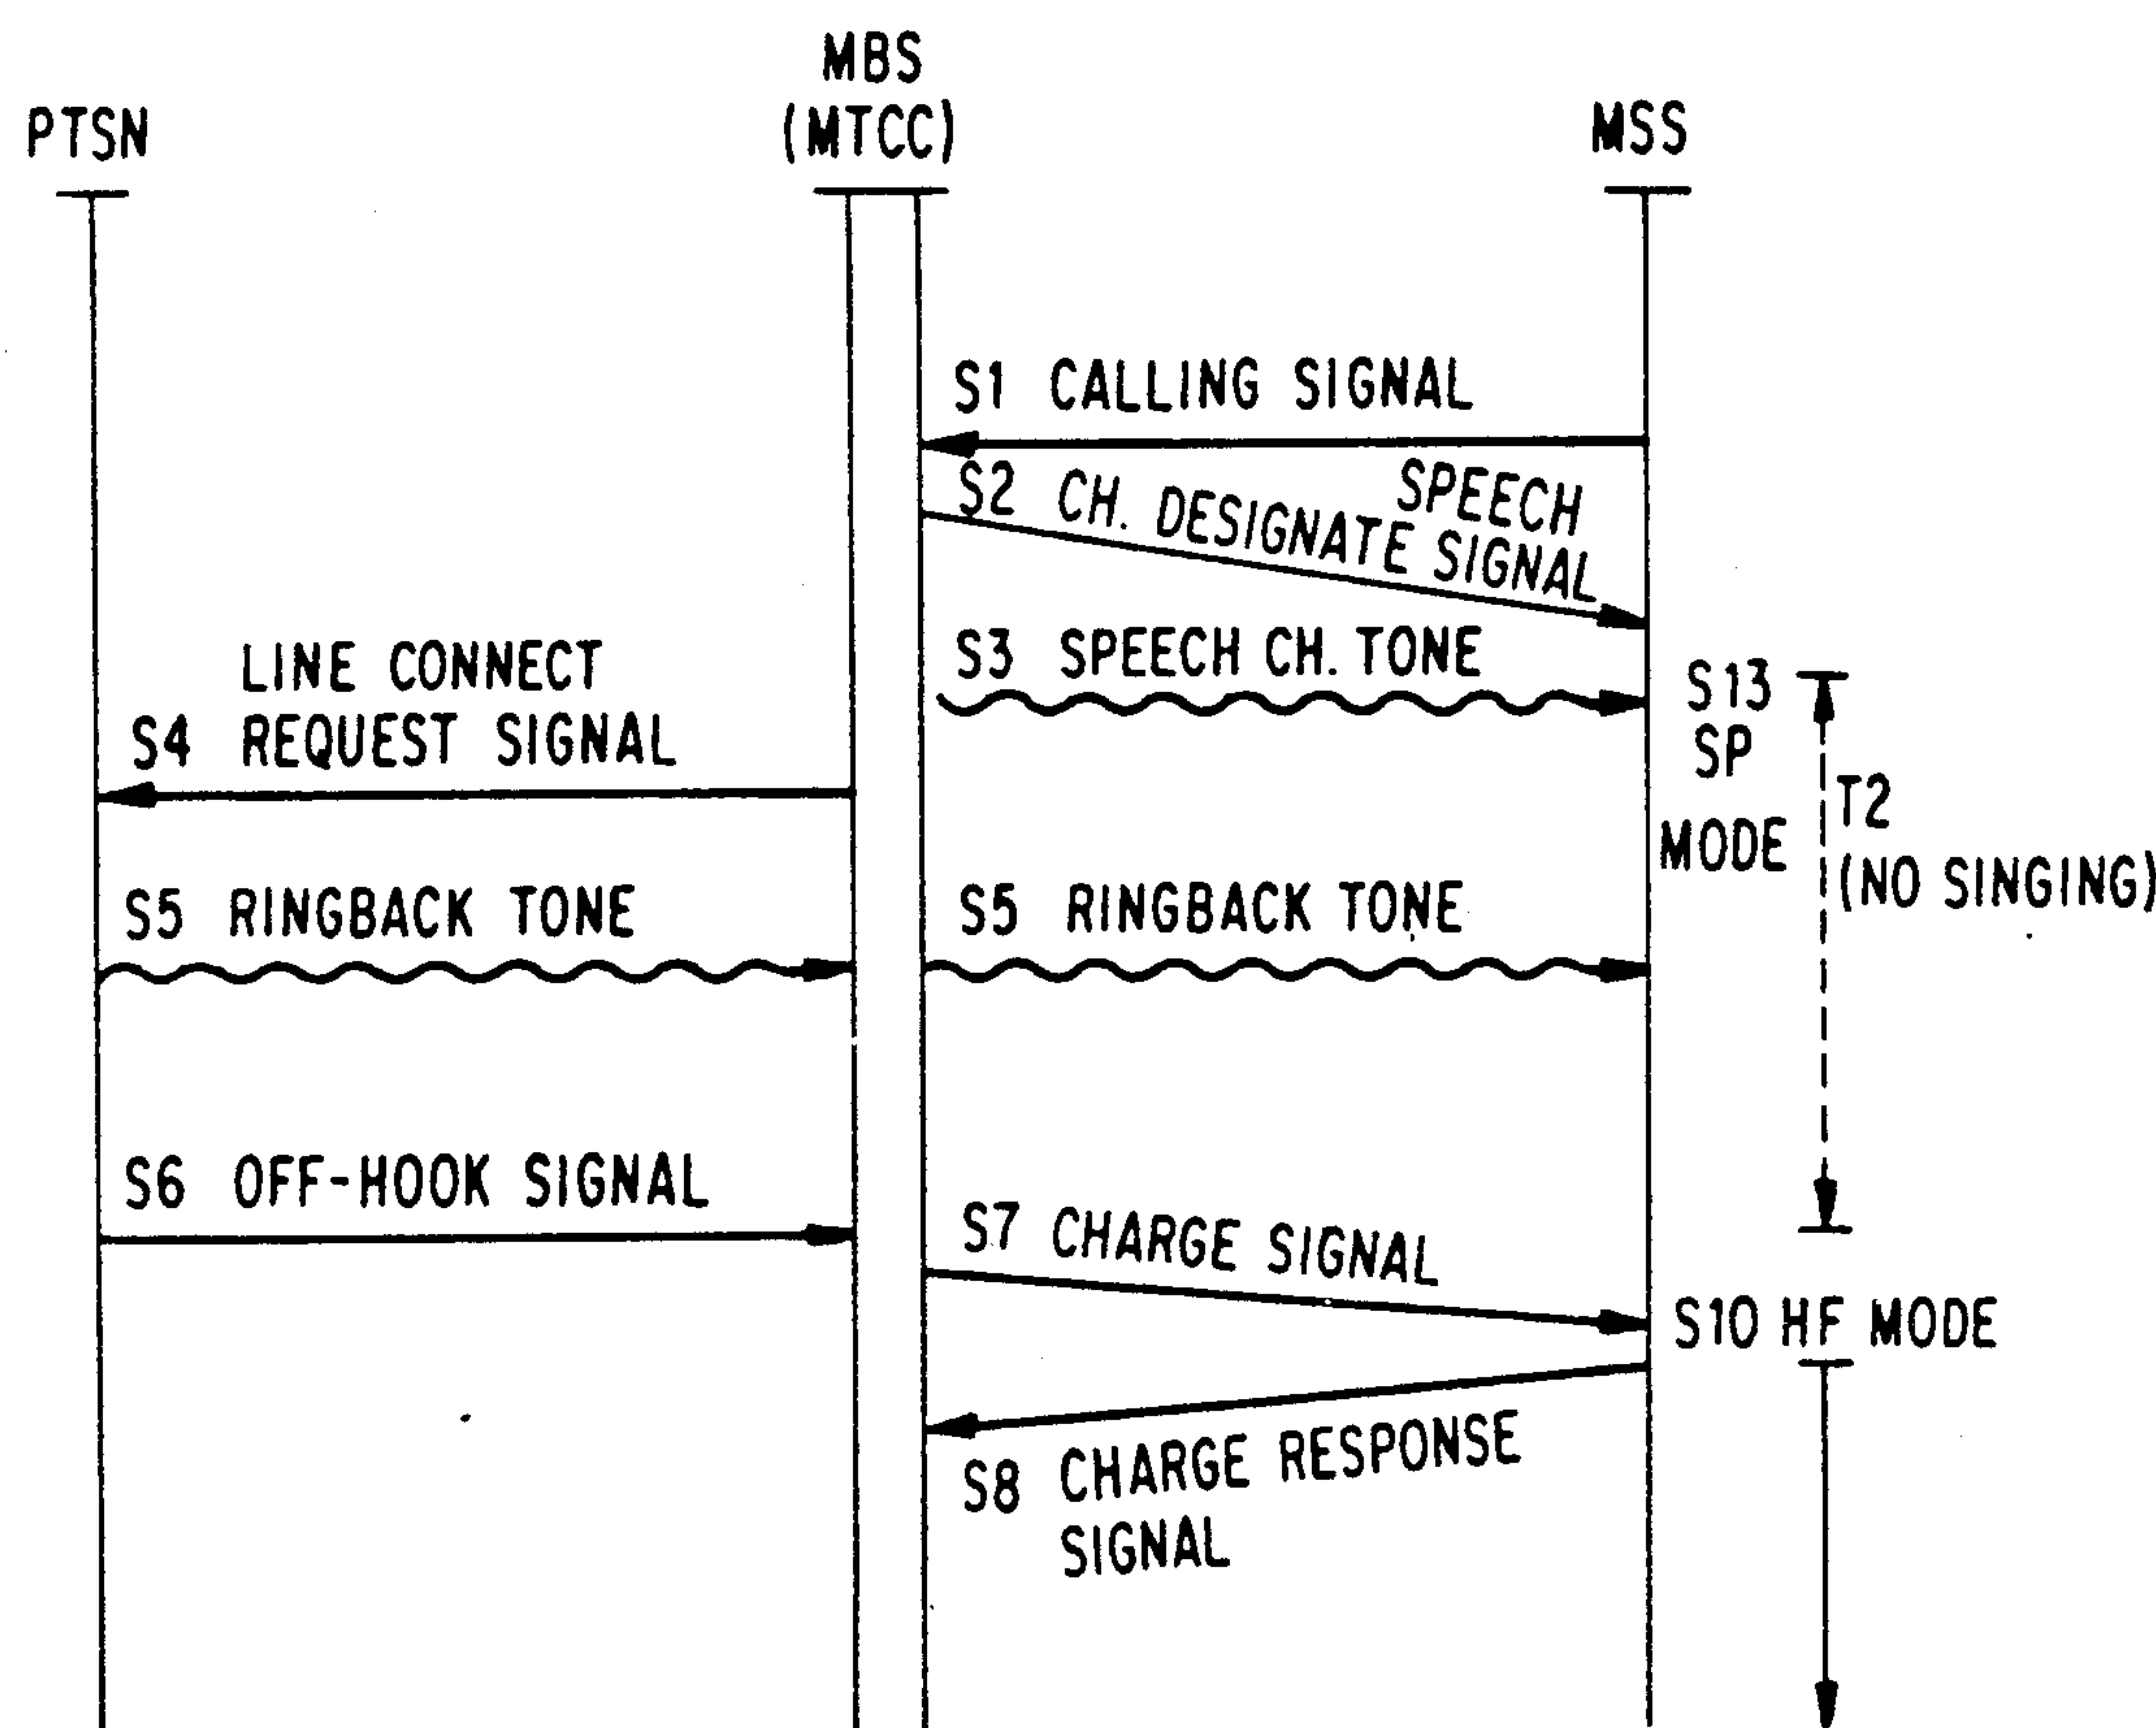 MBS
(MTCC)
PTSN
MSS
S1 CALLING SIGNAL
SPEECH
S2 CH. DESIGNATE SIGNAL
S3 SPEECH CH. TONE
LINE CONNECT
S4 REQUEST SIGNAL
S13
SP
MODE
T2
(NO SINGING)
S5 RINGBACK TONE
S5 RINGBACK TONE
S6 OFF-HOOK SIGNAL
S7 CHARGE SIGNAL
S10 HF MODE
S8 CHARGE RESPONSE
SIGNAL